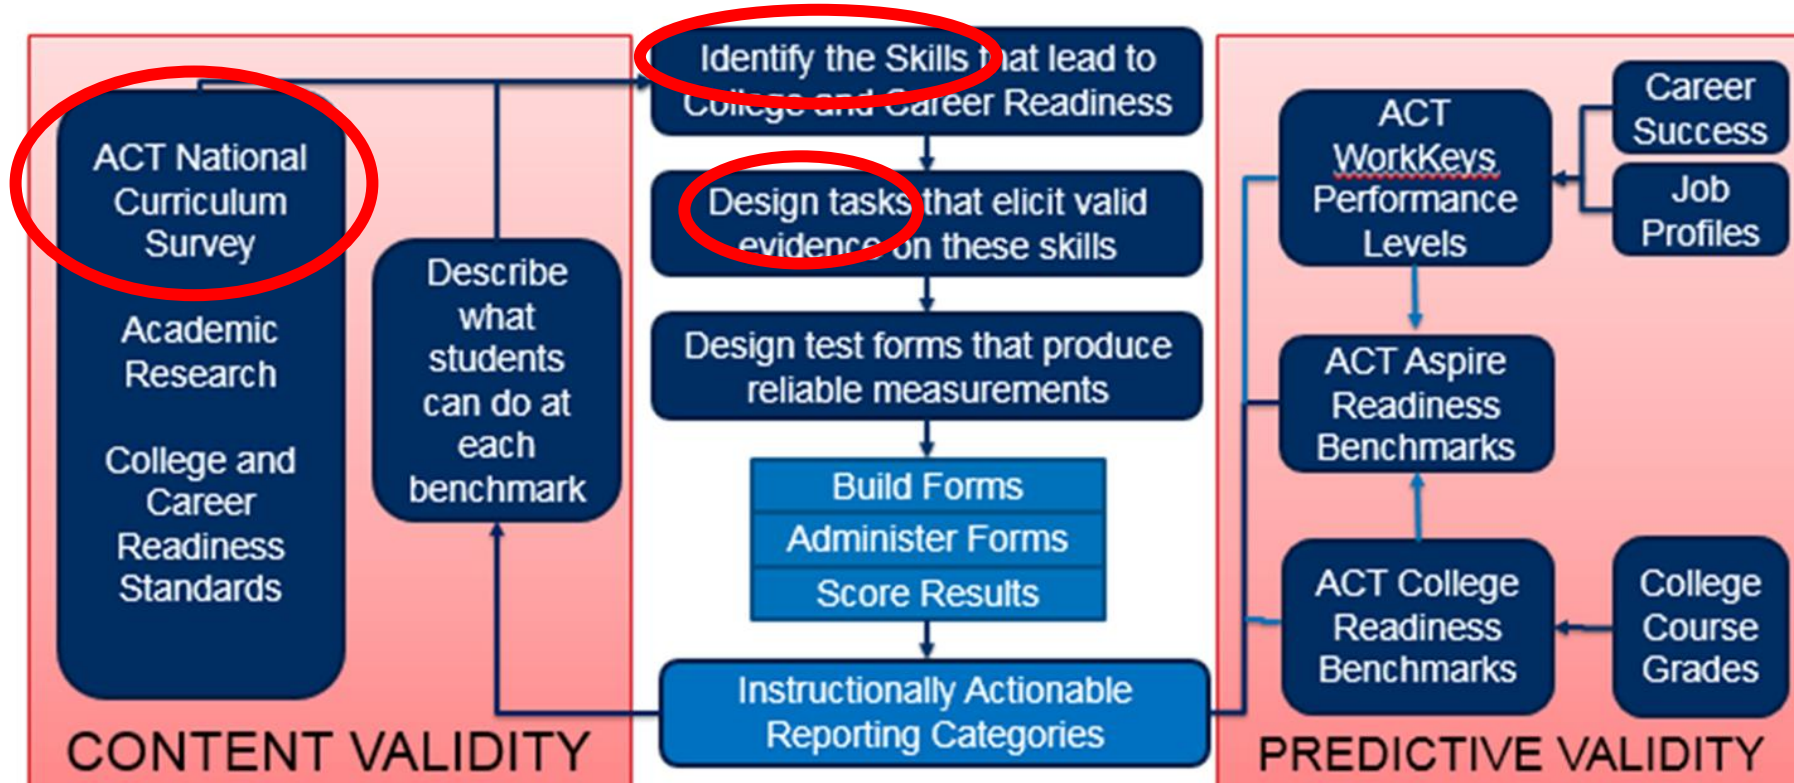 ACT National
Curriculum
Survey
Academic
Research
College and
Career
Readiness
Standards
Describe
what
students
can do at
each
benchmark
CONTENT VALIDITY
Identify the Skills that lead to
College and Career Readiness
Design tasks that elicit valid
evidence on these skills
Design test forms that produce
reliable measurements
Build Forms
Administer Forms
Score Results
Instructionally Actionable
Reporting Categories
ACT
WorkKeys
Performance
Levels
Career
Success
Job
Profiles
ACT Aspire
Readiness
Benchmarks
ACT College
Readiness
Benchmarks
College
Course
Grades
PREDICTIVE VALIDITY